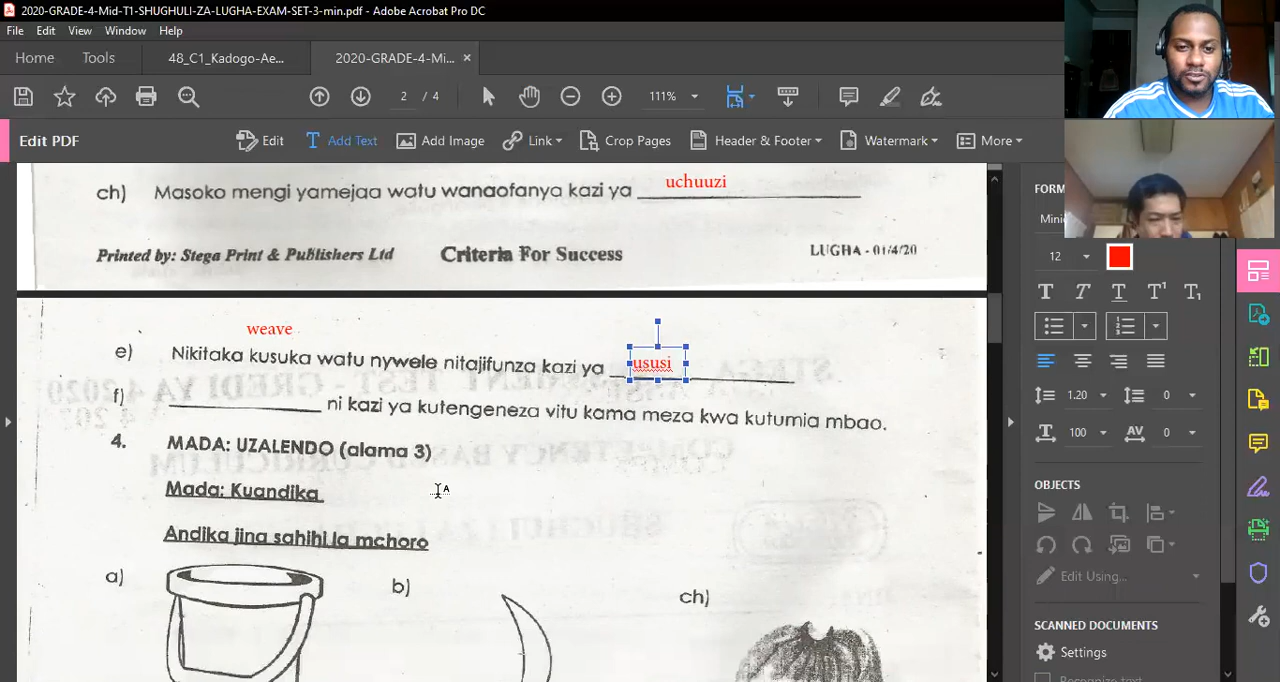 2020-GRADE-4-Mid-T1-SHUGHULI-ZA-LUGHA-EXAM-SET-3-min.pdf - Adobe Acrobat Pro DC
File Edit View Window Help
Home Tools 48_C1_Kadogo-Ae... 2020-GRADE-4-Mi... ×
2 / 4 111%
Edit PDF Edit Add Text Add Image Link Crop Pages Header & Footer Watermark More
uchuuzi
ch) Masoko mengi yamejaa watu wanaofanya kazi ya
Printed by: Stega Print & Publishers Ltd Criteria For Success LUGHA - 01/4/20
weave
e) Nikitaka kusuka watu nywele nitajifunza kazi ya ususi
f) ni kazi ya kutengeneza vitu kama meza kwa kutumia mbao.
4. MADA: UZALENDO (alama 3)
Mada: Kuandika
Andika jina sahihi la mchoro
a) b) ch)
FORM
Mini
12
1.20 0
100 0
OBJECTS
Edit Using...
SCANNED DOCUMENTS
Settings
Recognize text